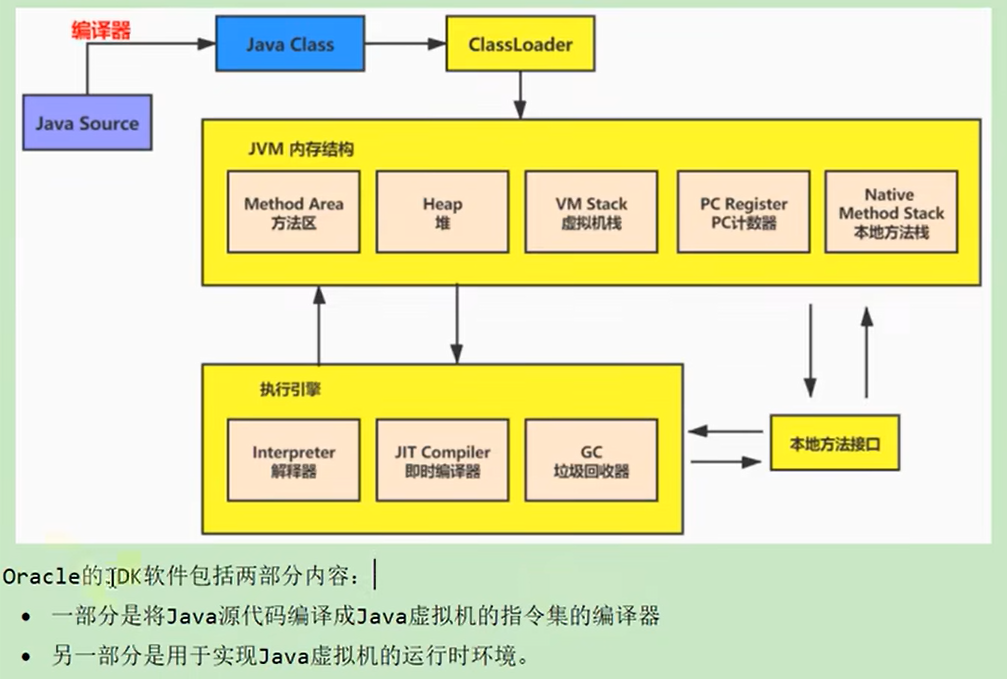 编译器
Java Class
ClassLoader
Java Source
JVM 内存结构
Method Area
方法区
Heap
堆
VM Stack
虚拟机栈
PC Register
PC计数器
Native
Method Stack
本地方法栈
执行引擎
Interpreter
解释器
JIT Compiler
即时编译器
GC
垃圾回收器
本地方法接口
Oracle的JDK软件包括两部分内容：
• 一部分是将Java源代码编译成Java虚拟机的指令集的编译器
• 另一部分是用于实现Java虚拟机的运行时环境。